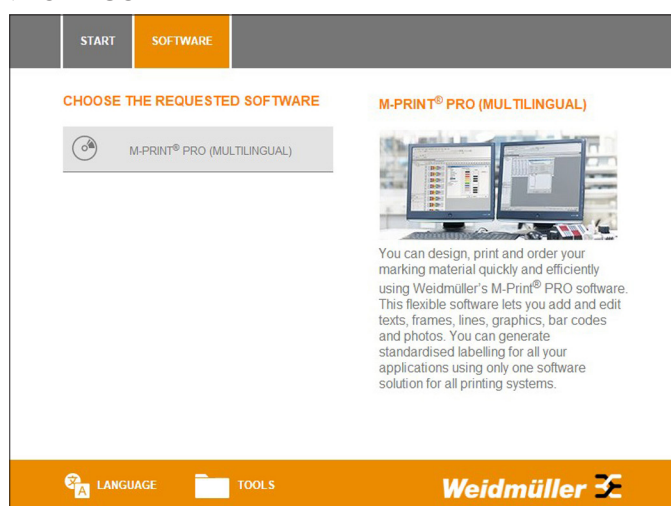 START
SOFTWARE
CHOOSE THE REQUESTED SOFTWARE
M-PRINT® PRO (MULTILINGUAL)
M-PRINT® PRO (MULTILINGUAL)
You can design, print and order your
marking material quickly and efficiently
using Weidmüller's M-Print® PRO software.
This flexible software lets you add and edit
texts, frames, lines, graphics, bar codes
and photos. You can generate
standardised labelling for all your
applications using only one software
solution for all printing systems.
LANGUAGE
TOOLS
Weidmüller